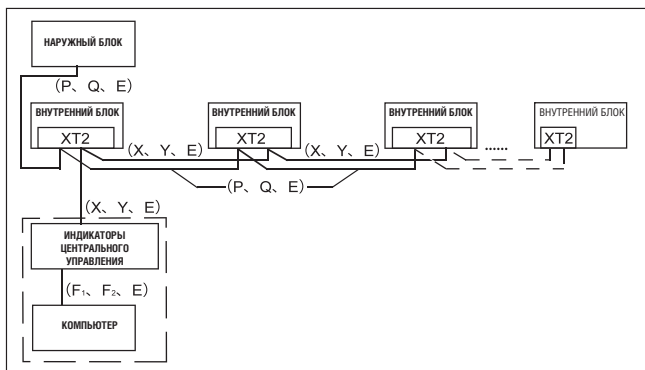 НАРУЖНЫЙ БЛОК
(P、Q、E)
ВНУТРЕННИЙ БЛОК
XT2
ВНУТРЕННИЙ БЛОК
XT2
ВНУТРЕННИЙ БЛОК
XT2
......
ВНУТРЕННИЙ БЛОК
XT2
(X、Y、E)
(X、Y、E)
(P、Q、E)
(X、Y、E)
ИНДИКАТОРЫ
ЦЕНТРАЛЬНОГО
УПРАВЛЕНИЯ
(F₁、F₂、E)
КОМПЬЮТЕР